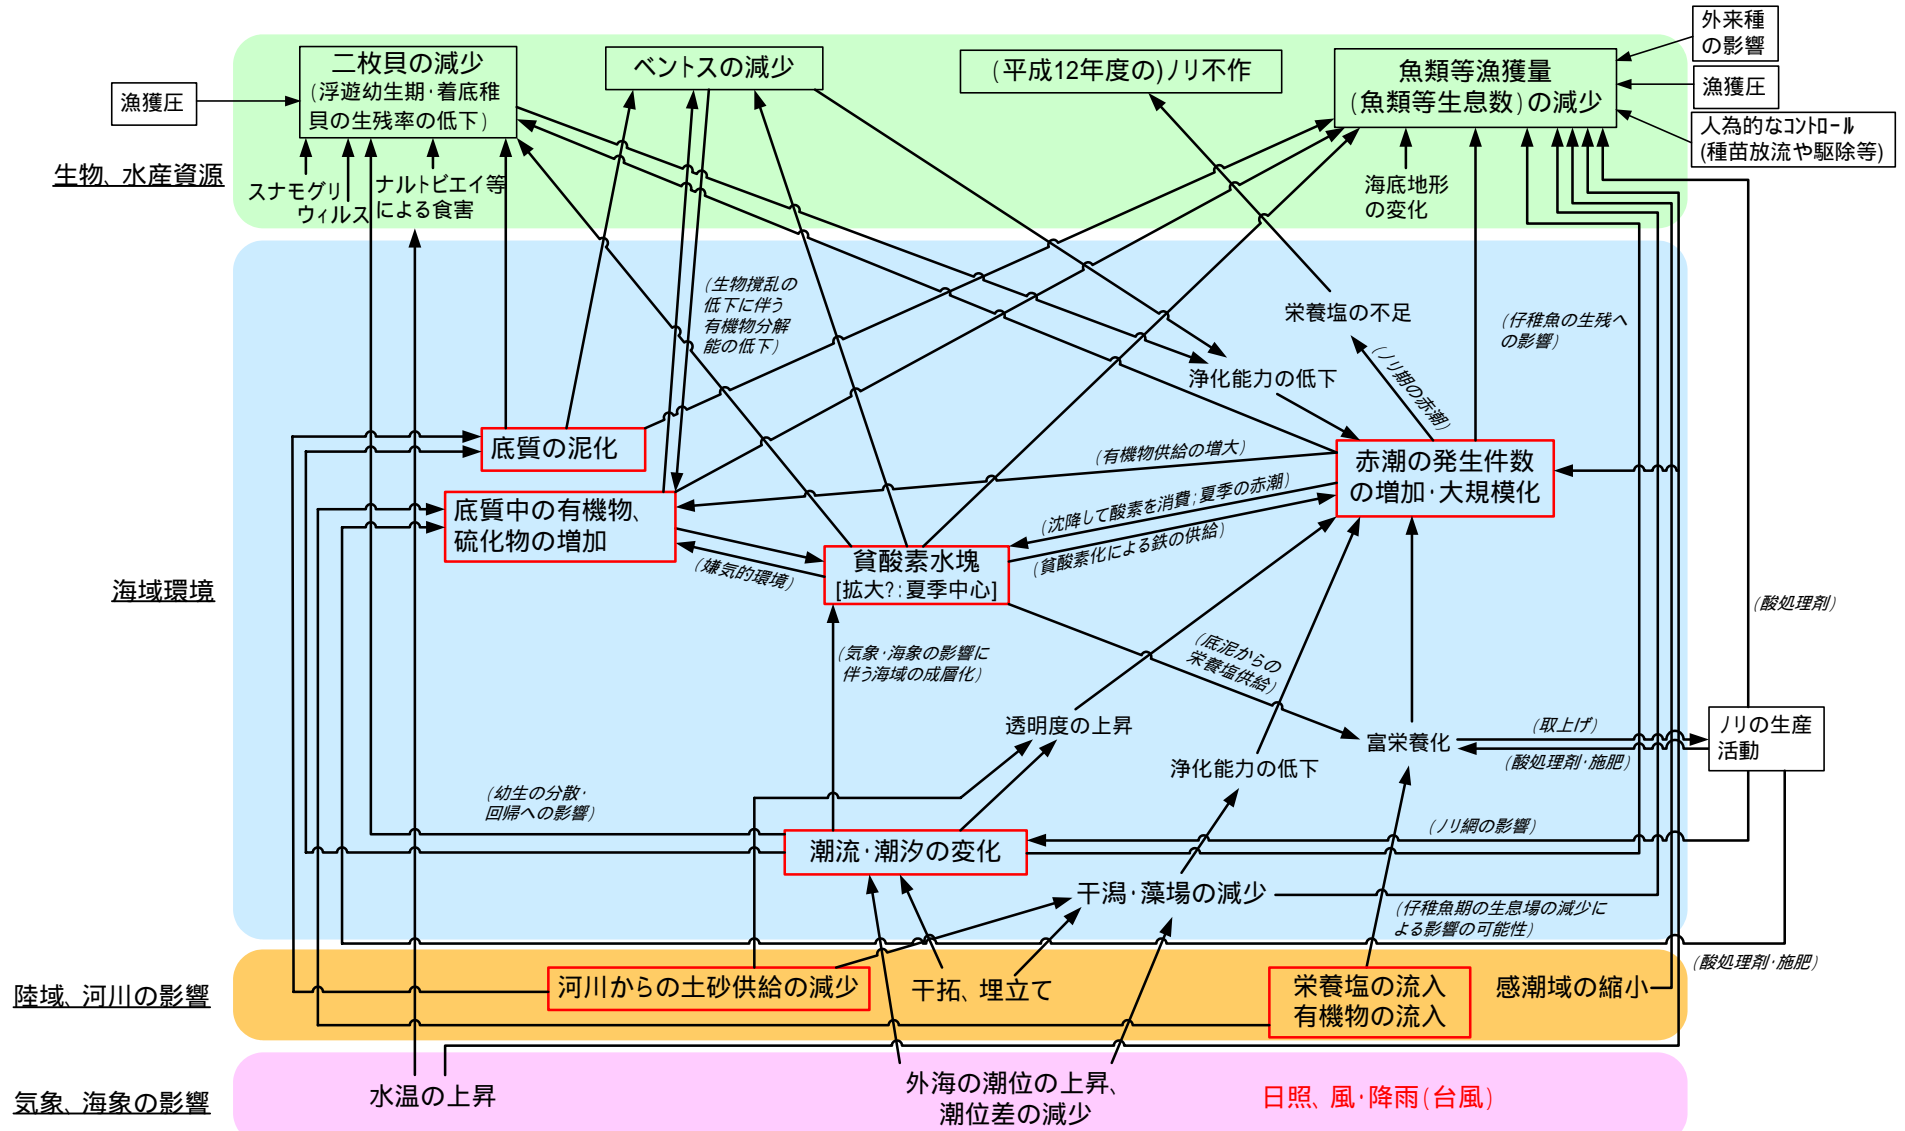 外来種
の影響
二枚貝の減少
(浮遊幼生期・着底稚
貝の生残率の低下)
ベントスの減少
(平成12年度の)ノリ不作
魚類等漁獲量
(魚類等生息数)の減少
漁獲圧
漁獲圧
人為的なコントロール
(種苗放流や駆除等)
生物、水産資源
スナモグリ
ウィルス
ナルトビエイ等
による食害
海底地形
の変化
(生物撹乱の
低下に伴う
有機物分解
能の低下)
栄養塩の不足
(仔稚魚の生残へ
の影響)
(ノリ期の赤潮)
浄化能力の低下
底質の泥化
(有機物供給の増大)
赤潮の発生件数
の増加・大規模化
底質中の有機物、
硫化物の増加
(沈降して酸素を消費;夏季の赤潮)
(貧酸素化による鉄の供給)
(嫌気的環境)
貧酸素水塊
[拡大?:夏季中心]
海域環境
(酸処理剤)
(気象・海象の影響に
伴う海域の成層化)
(底泥からの
栄養塩供給)
透明度の上昇
富栄養化
(取上げ)
ノリの生産
活動
(酸処理剤・施肥)
浄化能力の低下
(幼生の分散・
回帰への影響)
(ノリ網の影響)
潮流・潮汐の変化
干潟・藻場の減少
(仔稚魚期の生息場の減少に
よる影響の可能性)
(酸処理剤・施肥)
陸域、河川の影響
河川からの土砂供給の減少
干拓、埋立て
栄養塩の流入
有機物の流入
感潮域の縮小
気象、海象の影響
水温の上昇
外海の潮位の上昇、
潮位差の減少
日照、風・降雨(台風)